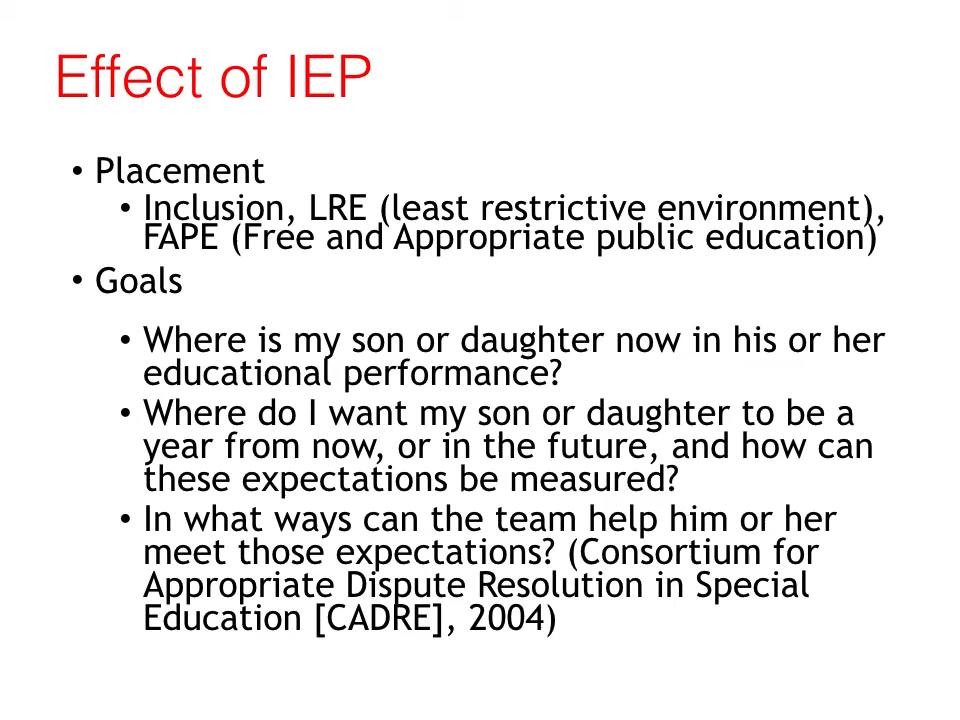 Effect of IEP
• Placement
• Inclusion, LRE (least restrictive environment),
FAPE (Free and Appropriate public education)
• Goals
• Where is my son or daughter now in his or her
educational performance?
• Where do I want my son or daughter to be a
year from now, or in the future, and how can
these expectations be measured?
• In what ways can the team help him or her
meet those expectations? (Consortium for
Appropriate Dispute Resolution in Special
Education [CADRE], 2004)